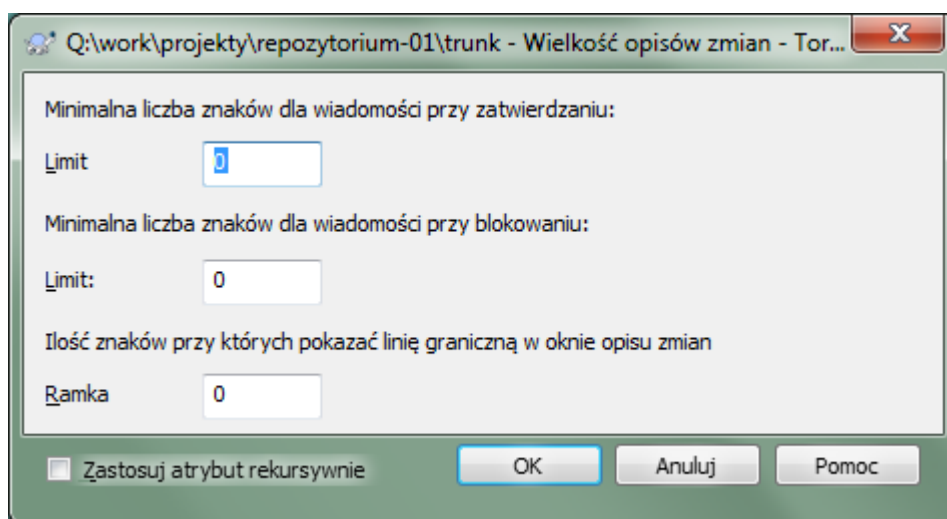 Q:\work\projekty\repozytorium-01\trunk - Wielkość opisów zmian - Tor...
Minimalna liczba znaków dla wiadomości przy zatwierdzaniu:
Limit 0
Minimalna liczba znaków dla wiadomości przy blokowaniu:
Limit: 0
Ilość znaków przy których pokazać linię graniczną w oknie opisu zmian
Ramka 0
Zastosuj atrybut rekursywnie OK Anuluj Pomoc